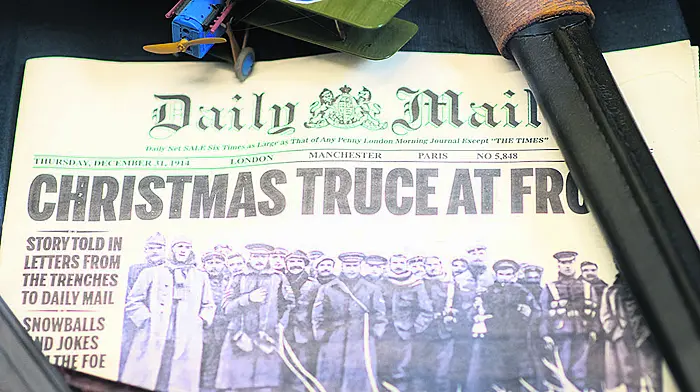 Daily Mail
Daily Net SALE Six Times as Large as That of Any Penny London Morning Journal Except "THE TIMES"
THURSDAY, DECEMBER 31, 1914 LONDON MANCHESTER PARIS NO 5,848
CHRISTMAS TRUCE AT FRO
STORY TOLD IN
LETTERS FROM
THE TRENCHES
TO DAILY MAIL
SNOWBALLS
AND JOKES
THE FOE